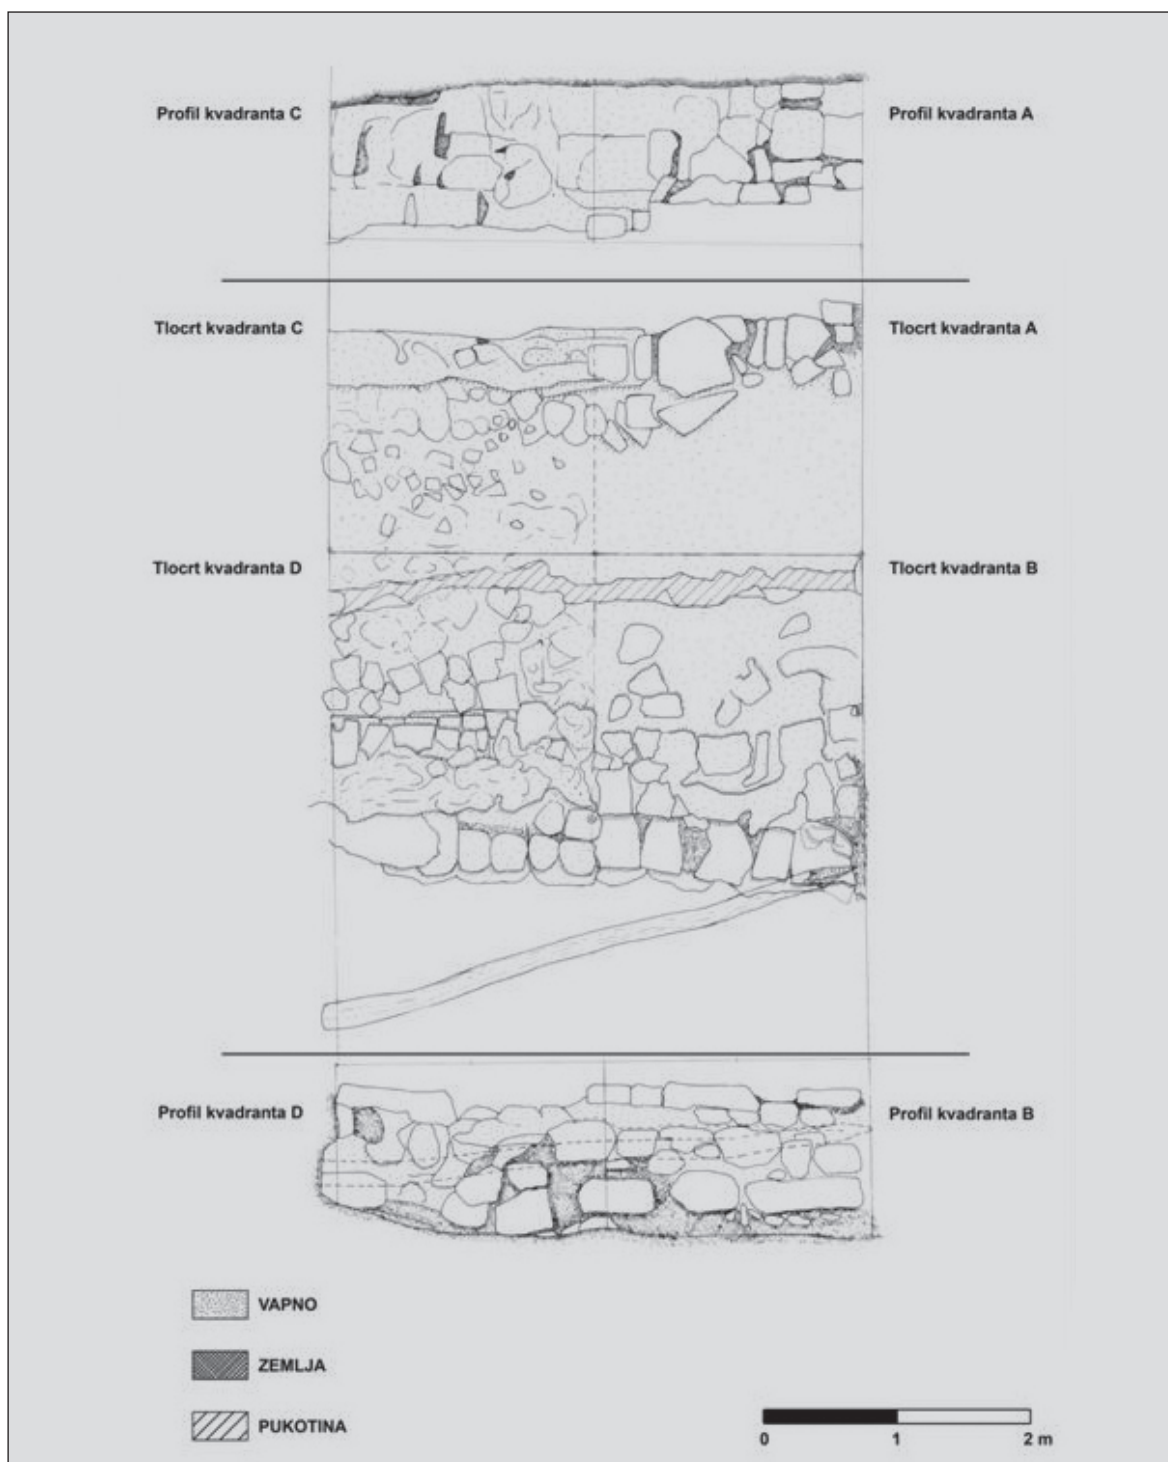 Profil kvadranta C
Profil kvadranta A
Tlocrt kvadranta C
Tlocrt kvadranta A
Tlocrt kvadranta D
Tlocrt kvadranta B
Profil kvadranta D
Profil kvadranta B
VAPNO
ZEMLJA
PUKOTINA
0 1 2 m